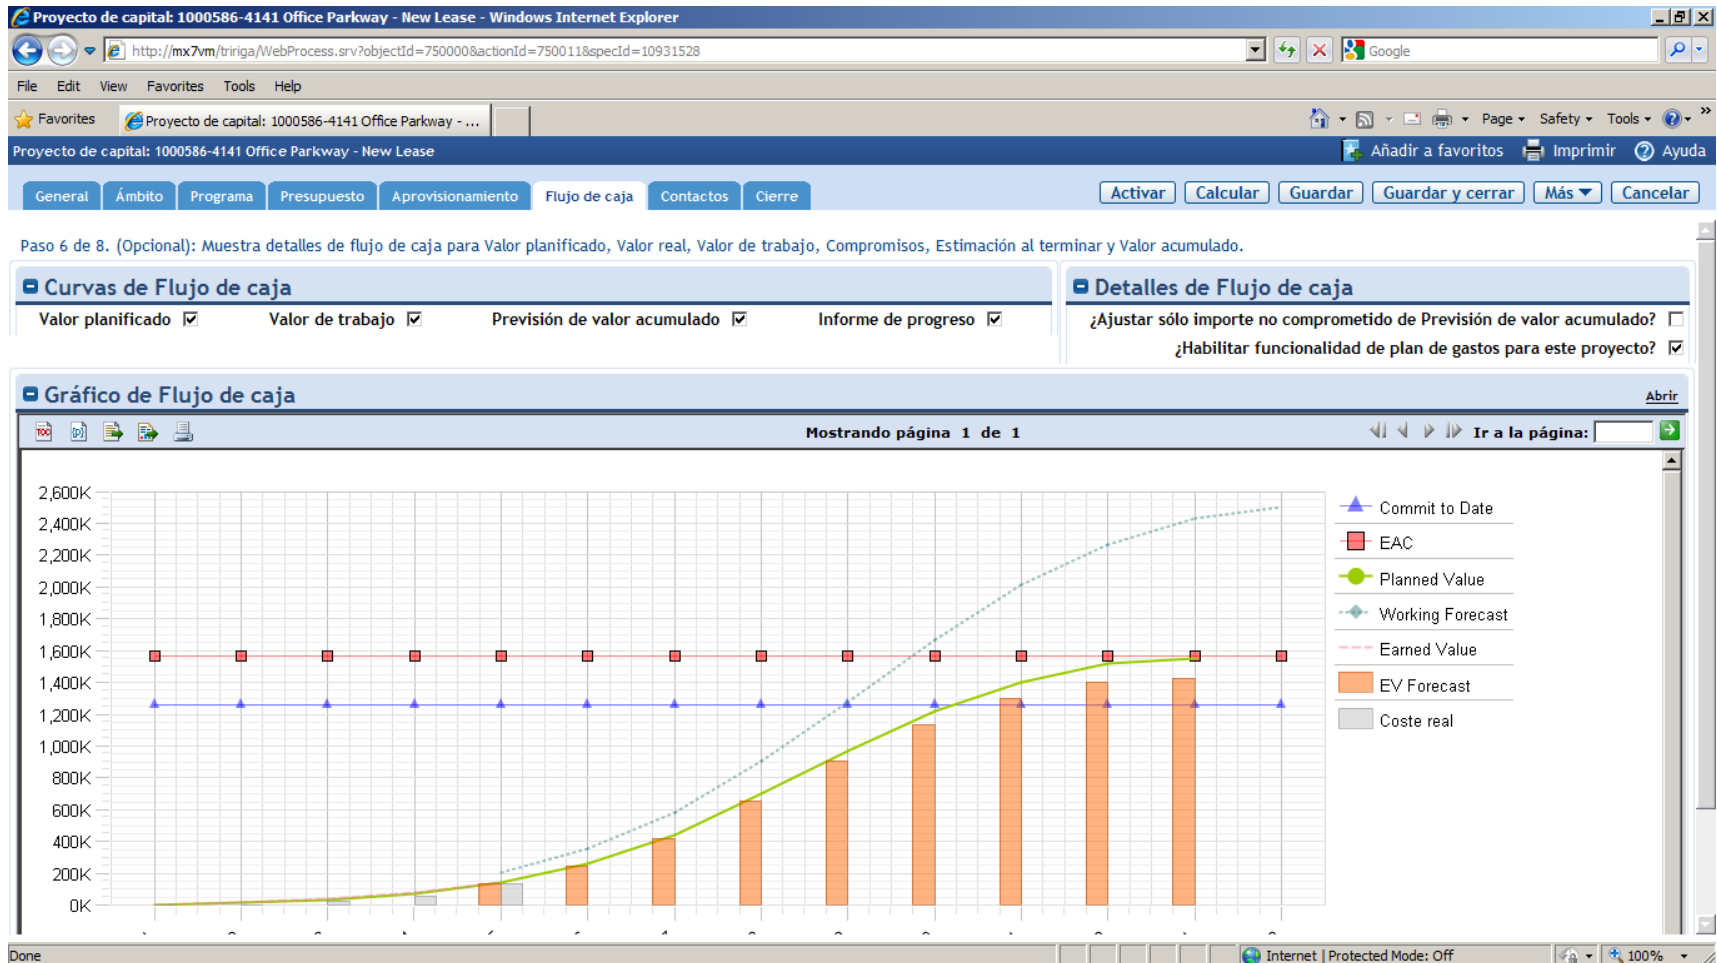 Proyecto de capital: 1000586-4141 Office Parkway - New Lease - Windows Internet Explorer
http://mx7vm/tririga/WebProcess.srv?objectId=750000&actionId=750011&specId=10931528
Google
File Edit View Favorites Tools Help
Favorites Proyecto de capital: 1000586-4141 Office Parkway - ... Page Safety Tools »
Proyecto de capital: 1000586-4141 Office Parkway - New Lease Añadir a favoritos Imprimir Ayuda
General Ámbito Programa Presupuesto Aprovisionamiento Flujo de caja Contactos Cierre Activar Calcular Guardar Guardar y cerrar Más Cancelar
Paso 6 de 8. (Opcional): Muestra detalles de flujo de caja para Valor planificado, Valor real, Valor de trabajo, Compromisos, Estimación al terminar y Valor acumulado.
Curvas de Flujo de caja
Valor planificado Valor de trabajo Previsión de valor acumulado Informe de progreso
Detalles de Flujo de caja
¿Ajustar sólo importe no comprometido de Previsión de valor acumulado?
¿Habilitar funcionalidad de plan de gastos para este proyecto?
Gráfico de Flujo de caja Abrir
TOC Mostrando página 1 de 1 Ir a la página:
2,600K
2,400K
2,200K
2,000K
1,800K
1,600K
1,400K
1,200K
1,000K
800K
600K
400K
200K
0K
Commit to Date
EAC
Planned Value
Working Forecast
Earned Value
EV Forecast
Coste real
Done Internet | Protected Mode: Off 100%